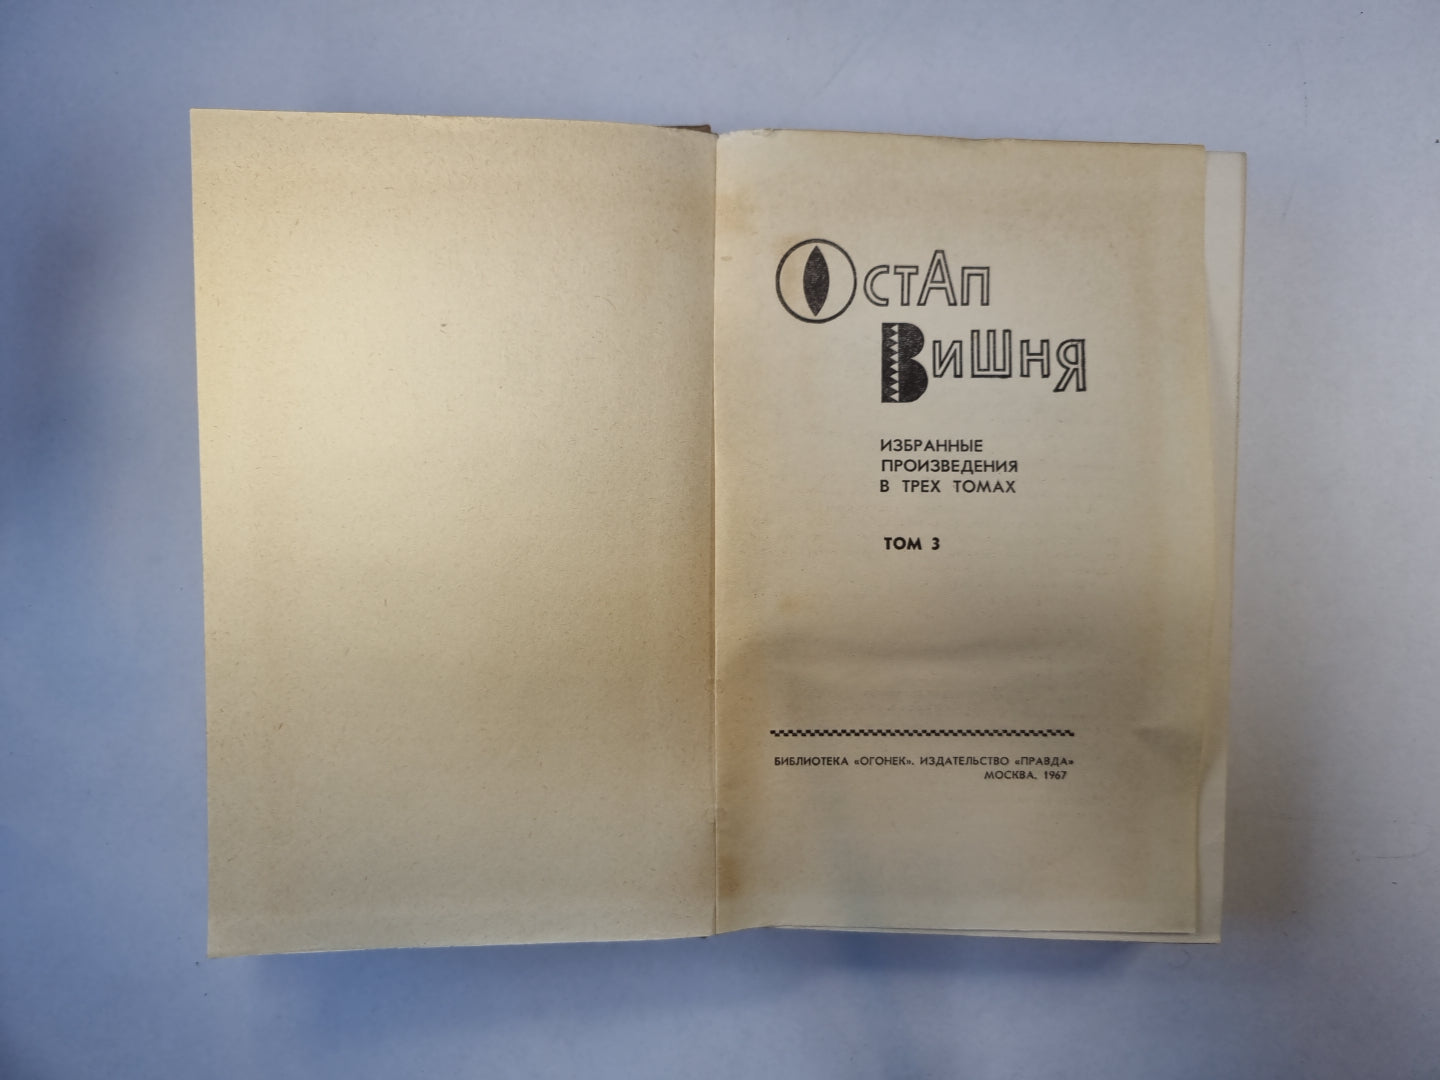 ОстАп
ВиШнЯ
ИЗБРАННЫЕ
ПРОИЗВЕДЕНИЯ
В ТРЕХ ТОМАХ
ТОМ 3
БИБЛИОТЕКА «ОГОНЕК». ИЗДАТЕЛЬСТВО «ПРАВДА»
МОСКВА. 1967